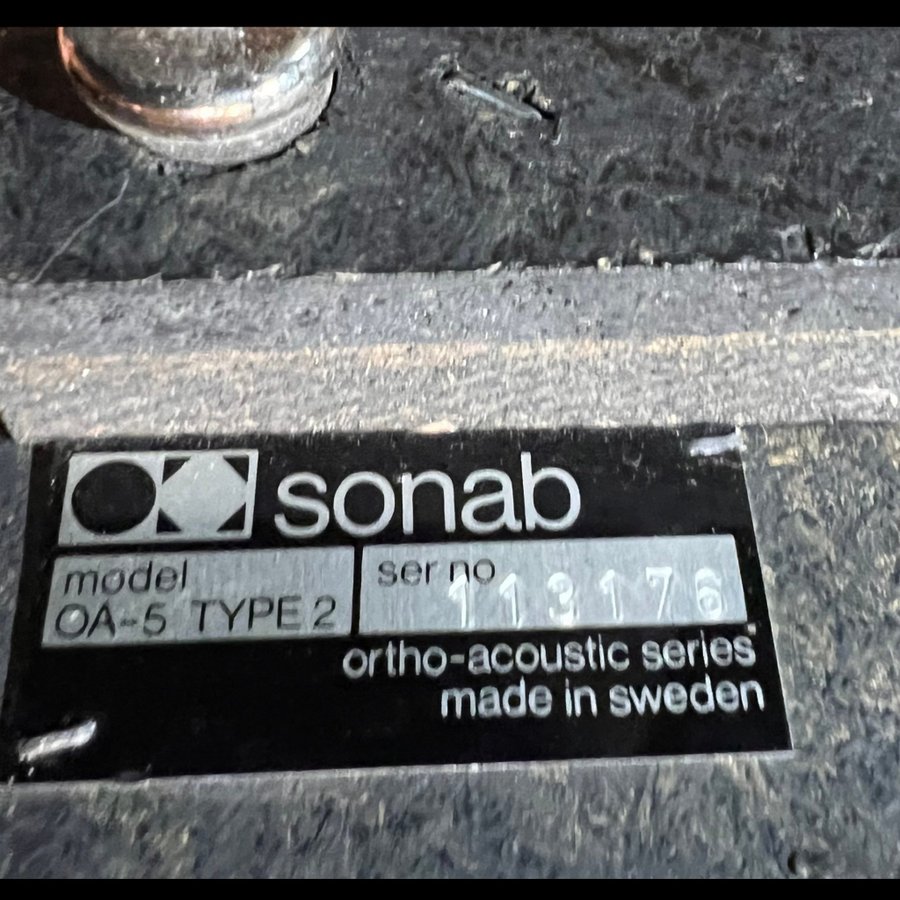 sonab
model
OA-5 TYPE 2
ser no
113176
ortho-acoustic series
made in sweden